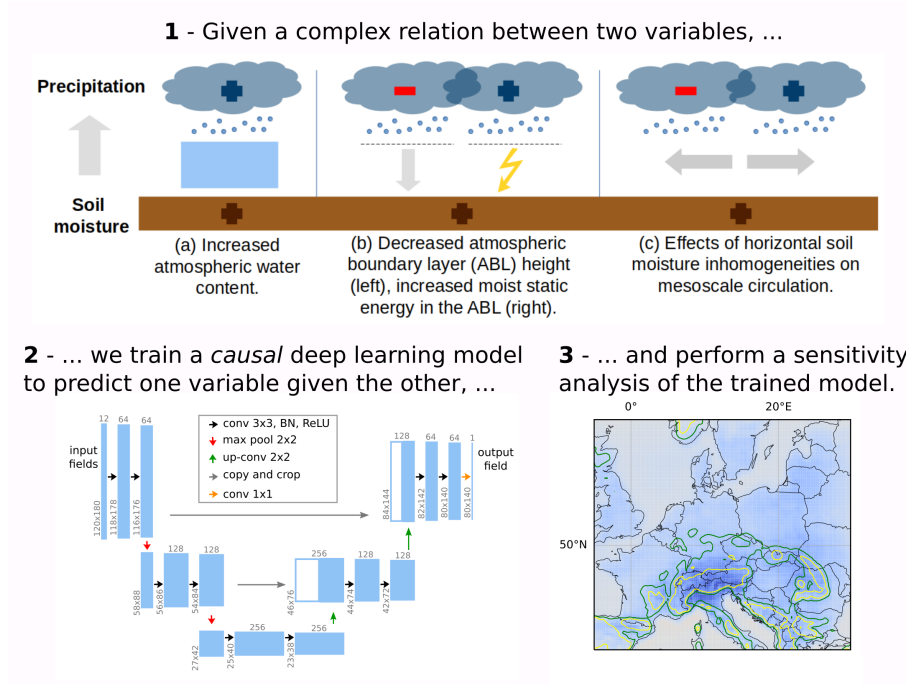 1 - Given a complex relation between two variables, ...
Precipitation
Soil
moisture
(a) Increased
atmospheric water
content.
(b) Decreased atmospheric
boundary layer (ABL) height
(left), increased moist static
energy in the ABL (right).
(c) Effects of horizontal soil
moisture inhomogeneities on
mesoscale circulation.
2 - ... we train a causal deep learning model
to predict one variable given the other, ...
12 64 64
input
fields
120x180
118x178
116x176
conv 3x3, BN, ReLU
max pool 2x2
up-conv 2x2
copy and crop
conv 1x1
128 64 64 1
output
field
84x144
82x142
80x140
80x140
128 128
58x88
56x86
54x84
256 128 128
46x76
44x74
42x72
256 256
27x42
25x40
23x38
3 - ... and perform a sensitivity
analysis of the trained model.
0° 20°E
50°N